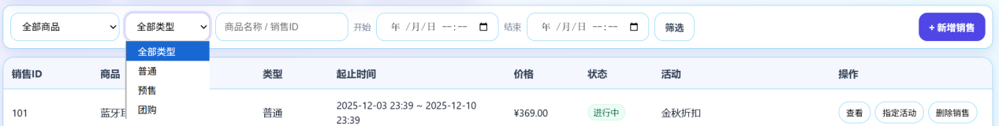 全部商品 全部类型 商品名称 / 销售ID 开始 年 /月/日 --:-- 结束 年 /月/日 --:-- 筛选 + 新增销售
全部类型
普通
预售
团购
销售ID 商品 类型 起止时间 价格 状态 活动 操作
101 蓝牙 普通 2025-12-03 23:39 ~ 2025-12-10 ¥369.00 进行中 金秋折扣 查看 指定活动 删除销售
23:39